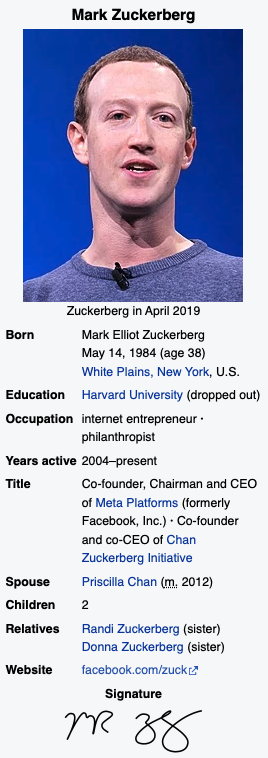 Mark Zuckerberg
Zuckerberg in April 2019
Born Mark Elliot Zuckerberg
May 14, 1984 (age 38)
White Plains, New York, U.S.
Education Harvard University (dropped out)
Occupation internet entrepreneur ·
philanthropist
Years active 2004–present
Title Co-founder, Chairman and CEO
of Meta Platforms (formerly
Facebook, Inc.) · Co-founder
and co-CEO of Chan
Zuckerberg Initiative
Spouse Priscilla Chan (m. 2012)
Children 2
Relatives Randi Zuckerberg (sister)
Donna Zuckerberg (sister)
Website facebook.com/zuck
Signature